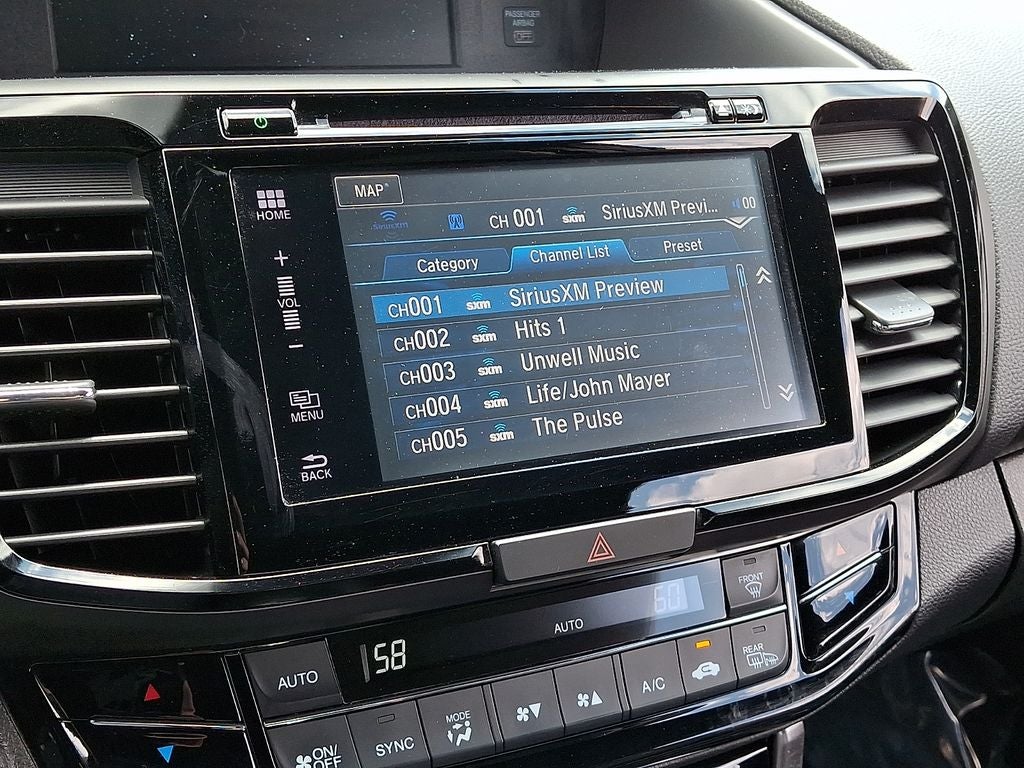 PASSENGER
AIRBAG
OFF
HOME
MAP
siriusxm
CH 001 sxm SiriusXM Previ... 00
Category Channel List Preset
+
VOL
−
CH001 sxm SiriusXM Preview
CH002 sxm Hits 1
CH003 sxm Unwell Music
CH004 sxm Life/John Mayer
CH005 sxm The Pulse
MENU
BACK
58 AUTO 60
FRONT
AUTO
ON/
OFF
SYNC
MODE
A/C
REAR